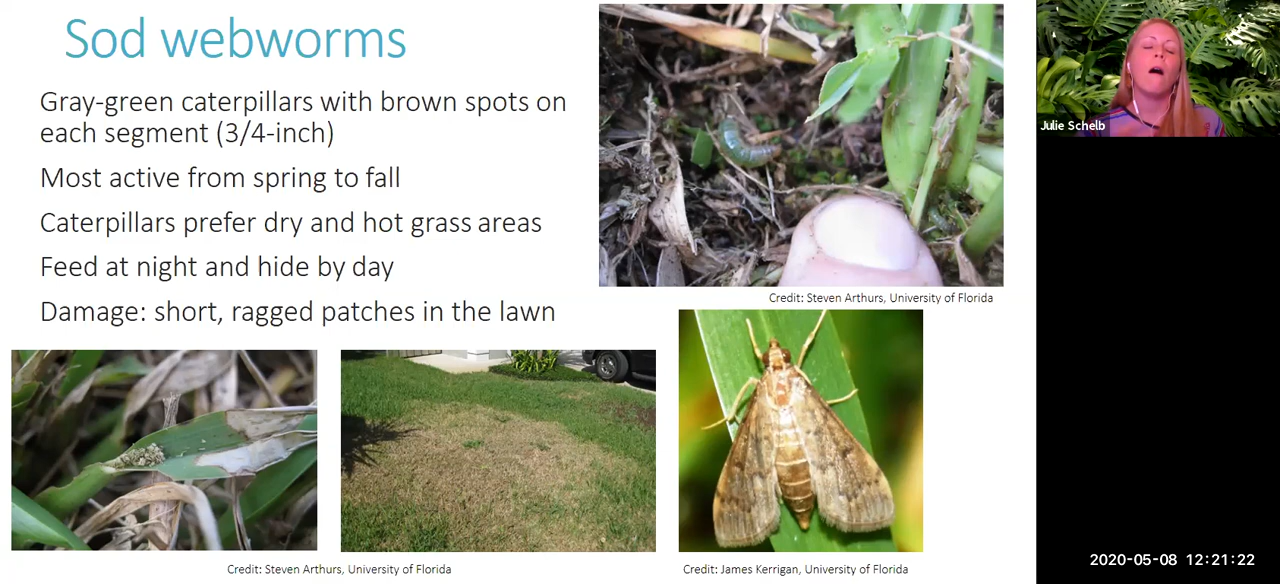 Sod webworms
Gray-green caterpillars with brown spots on
each segment (3/4-inch)
Most active from spring to fall
Caterpillars prefer dry and hot grass areas
Feed at night and hide by day
Damage: short, ragged patches in the lawn
Credit: Steven Arthurs, University of Florida
Credit: Steven Arthurs, University of Florida
Credit: James Kerrigan, University of Florida
Julie Schelb
2020-05-08 12:21:22